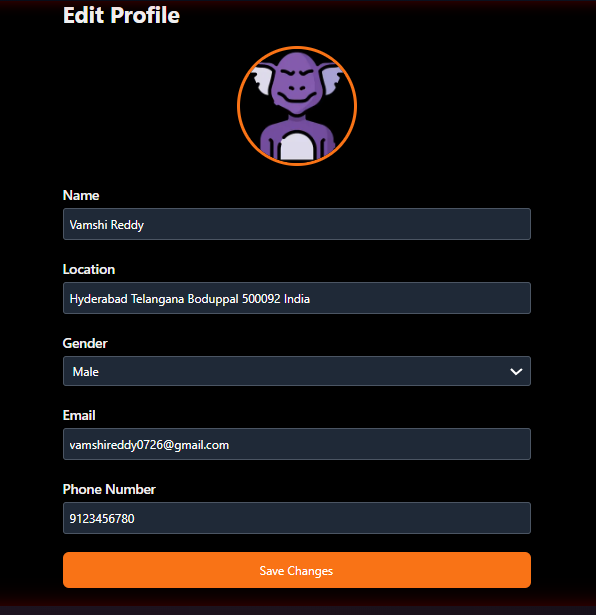 Edit Profile
Name
Vamshi Reddy
Location
Hyderabad Telangana Boduppal 500092 India
Gender
Male
Email
vamshireddy0726@gmail.com
Phone Number
9123456780
Save Changes